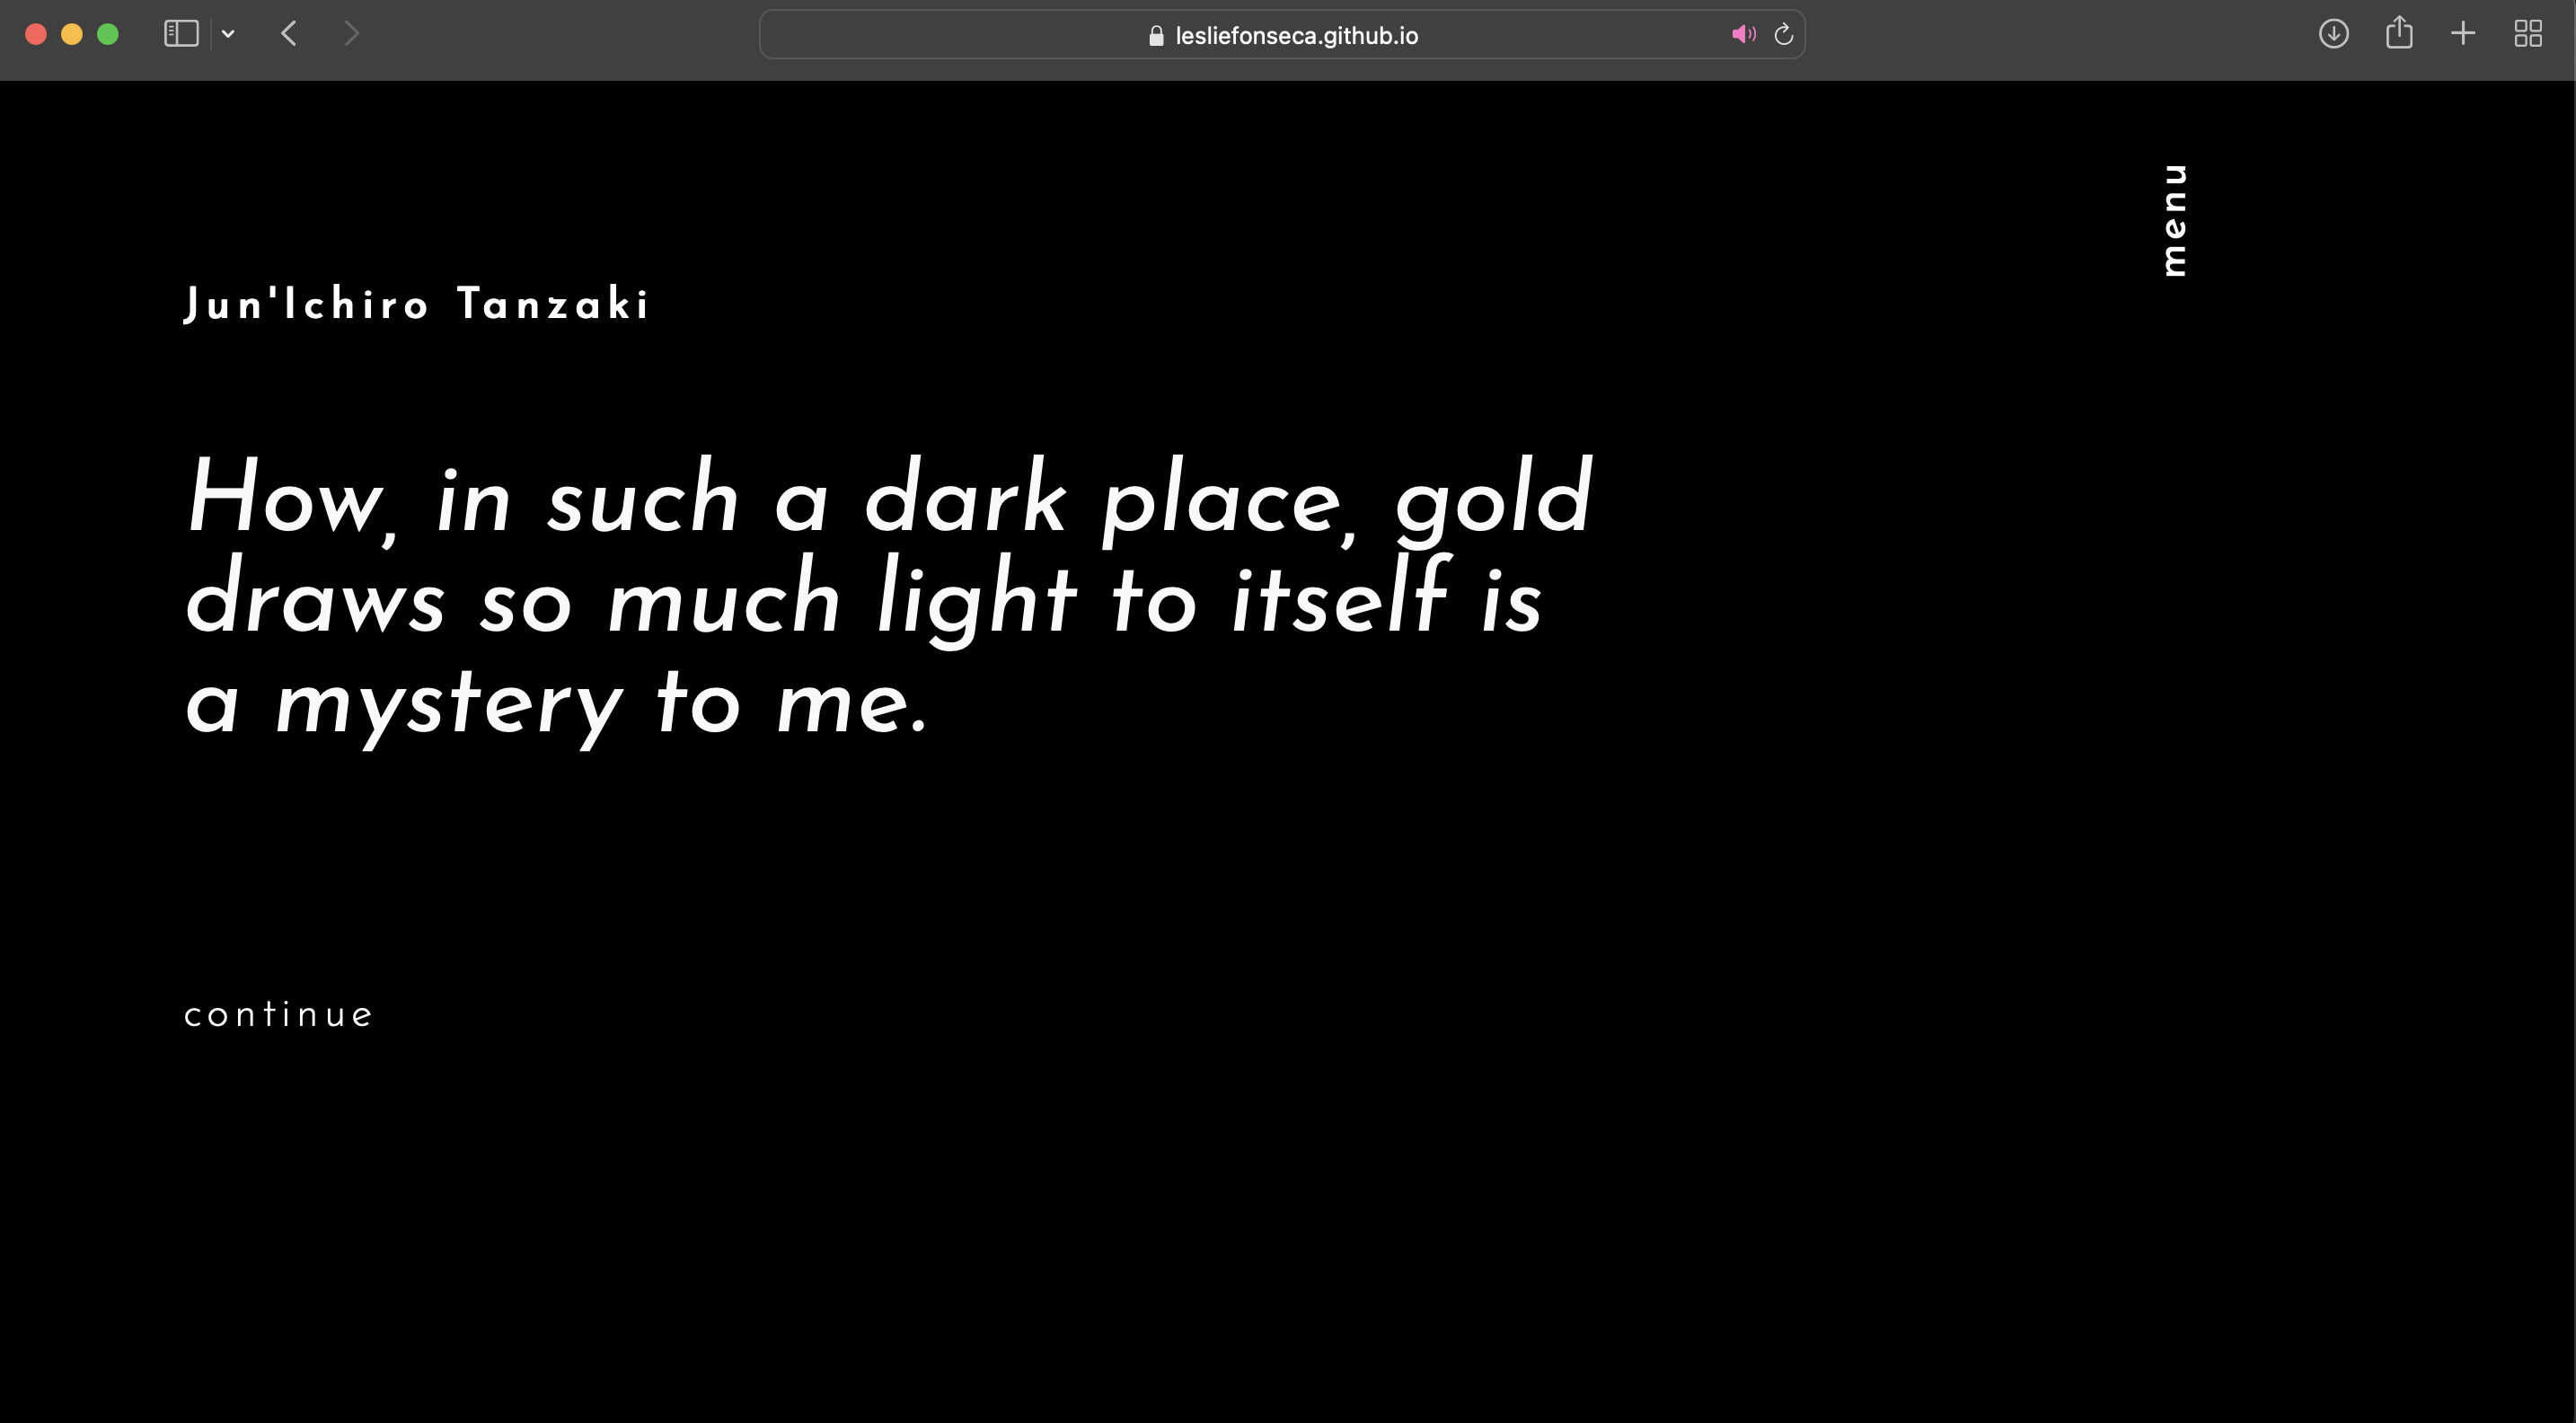 lesliefonseca.github.io
menu
Jun'Ichiro Tanzaki
How, in such a dark place, gold
draws so much light to itself is
a mystery to me.
continue